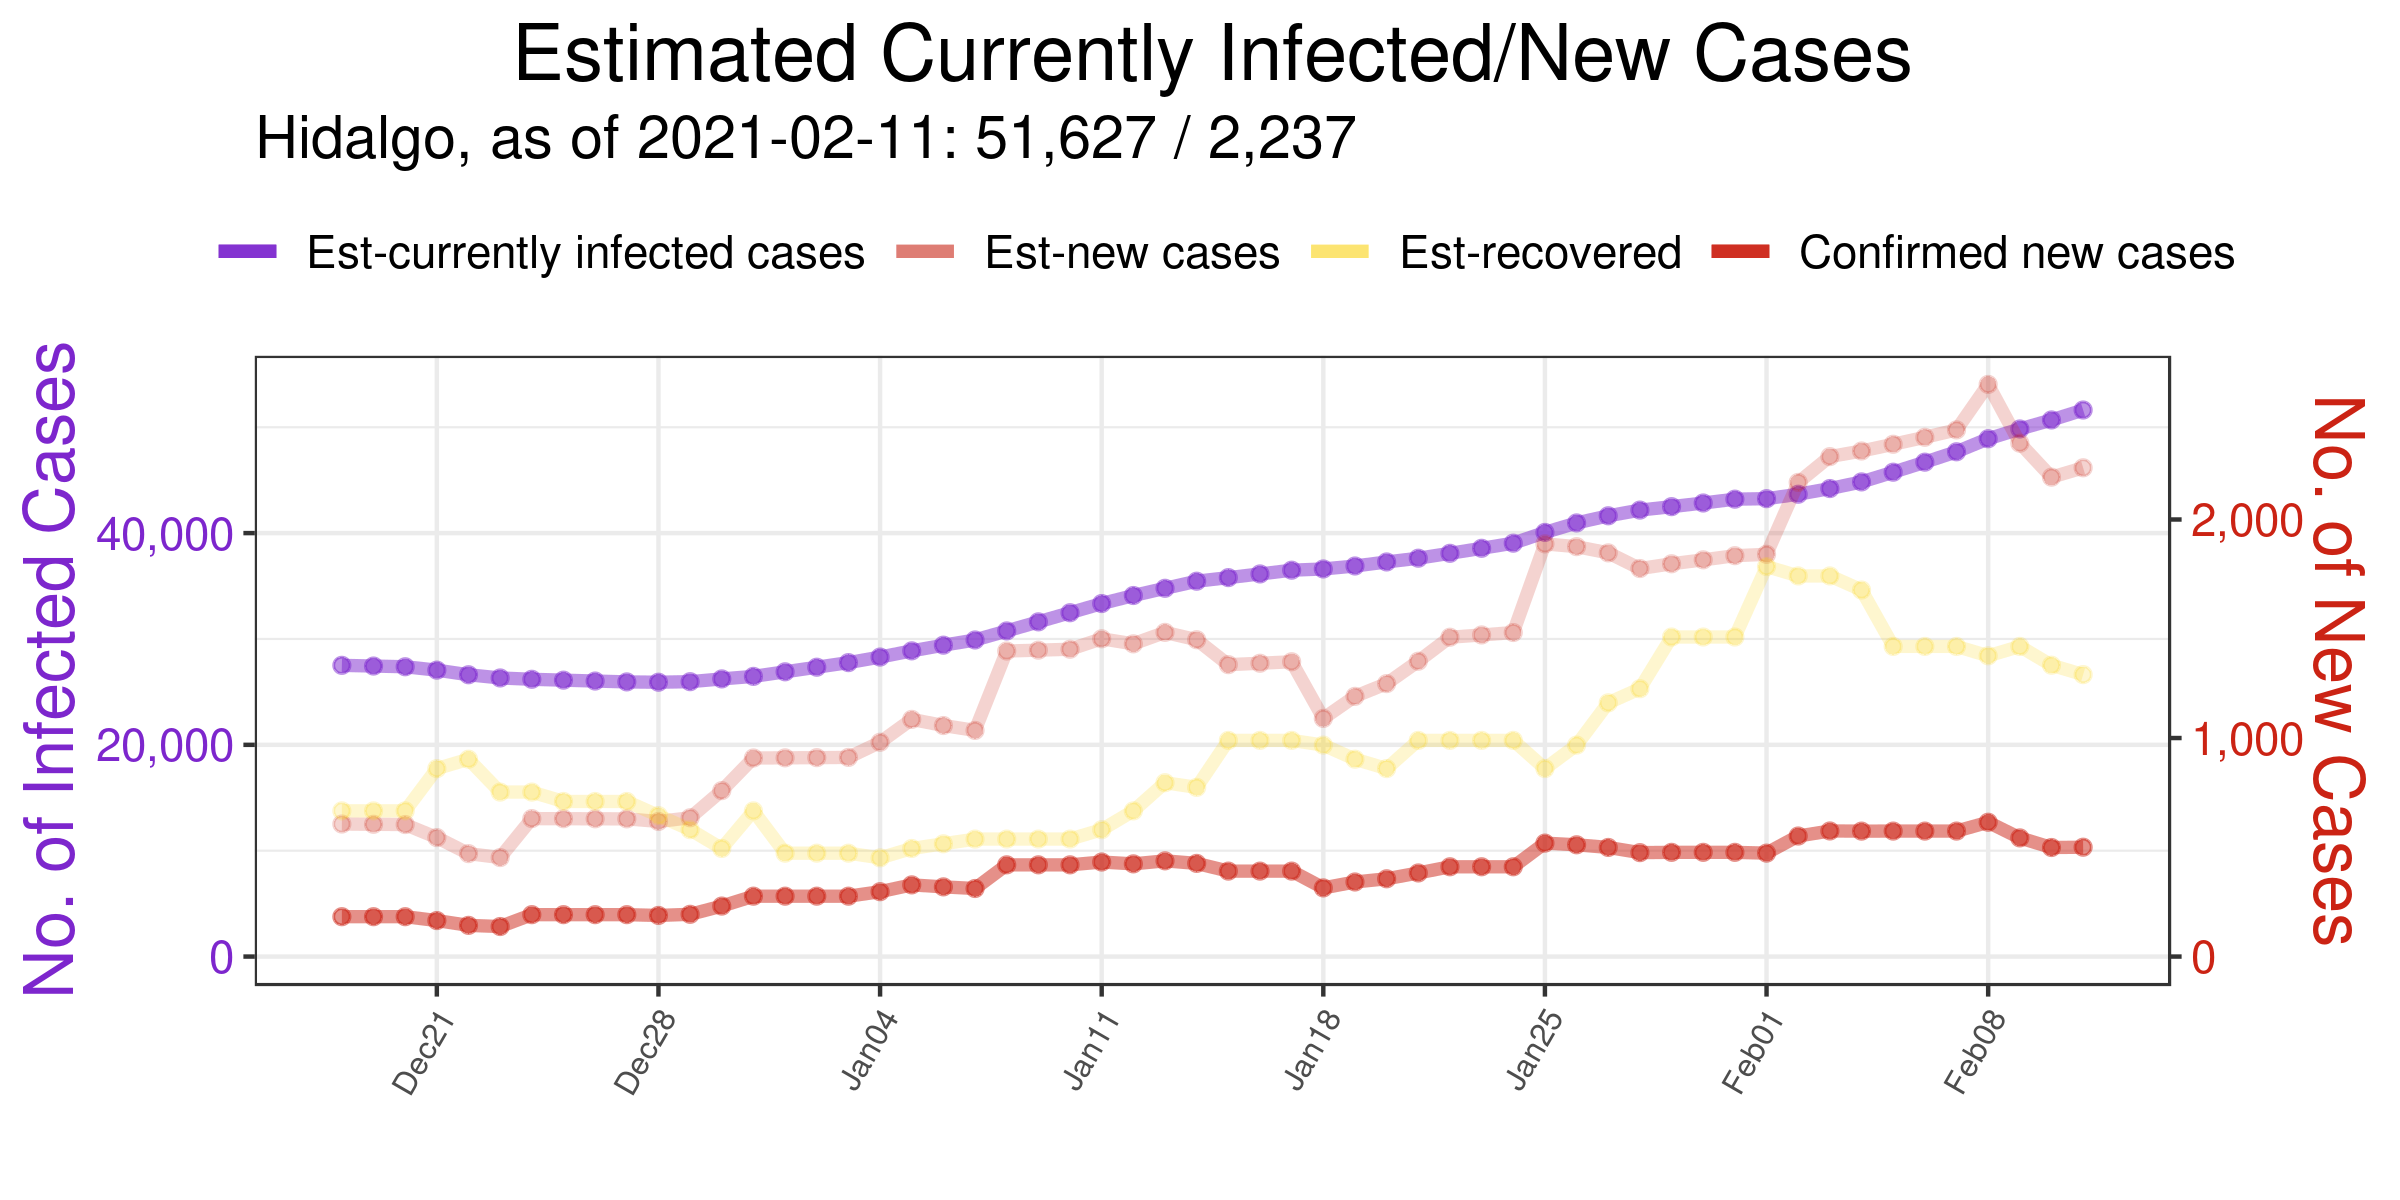 Estimated Currently Infected/New Cases
Hidalgo, as of 2021-02-11: 51,627 / 2,237
Est-currently infected cases Est-new cases Est-recovered Confirmed new cases
No. of Infected Cases
40,000
20,000
0
2,000
1,000
0
No. of New Cases
Dec21 Dec28 Jan04 Jan11 Jan18 Jan25 Feb01 Feb08